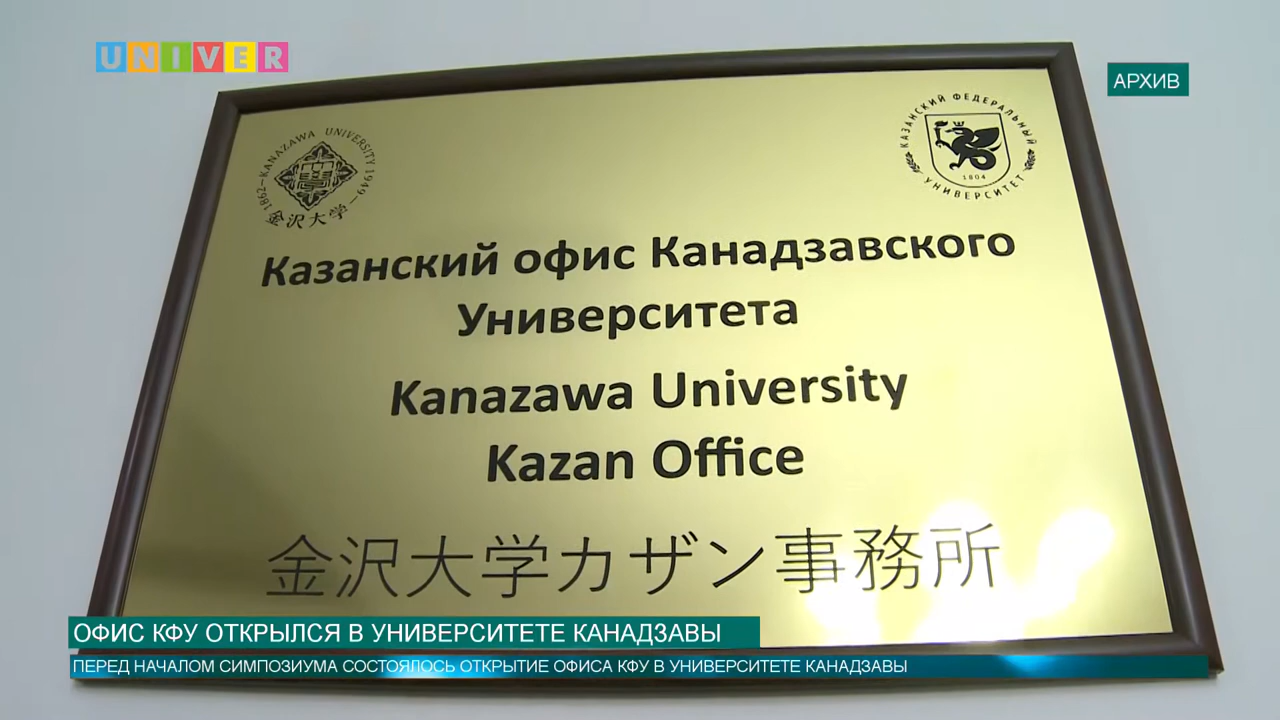 UNIVER
АРХИВ
1862-KANAZAWA UNIVERSITY 1949-
金沢大学
КАЗАНСКИЙ ФЕДЕРАЛЬНЫЙ
УНИВЕРСИТЕТ
1804
Казанский офис Канадзавского
Университета
Kanazawa University
Kazan Office
金沢大学カザン事務所
ОФИС КФУ ОТКРЫЛСЯ В УНИВЕРСИТЕТЕ КАНАДЗАВЫ
ПЕРЕД НАЧАЛОМ СИМПОЗИУМА СОСТОЯЛОСЬ ОТКРЫТИЕ ОФИСА КФУ В УНИВЕРСИТЕТЕ КАНАДЗАВЫ